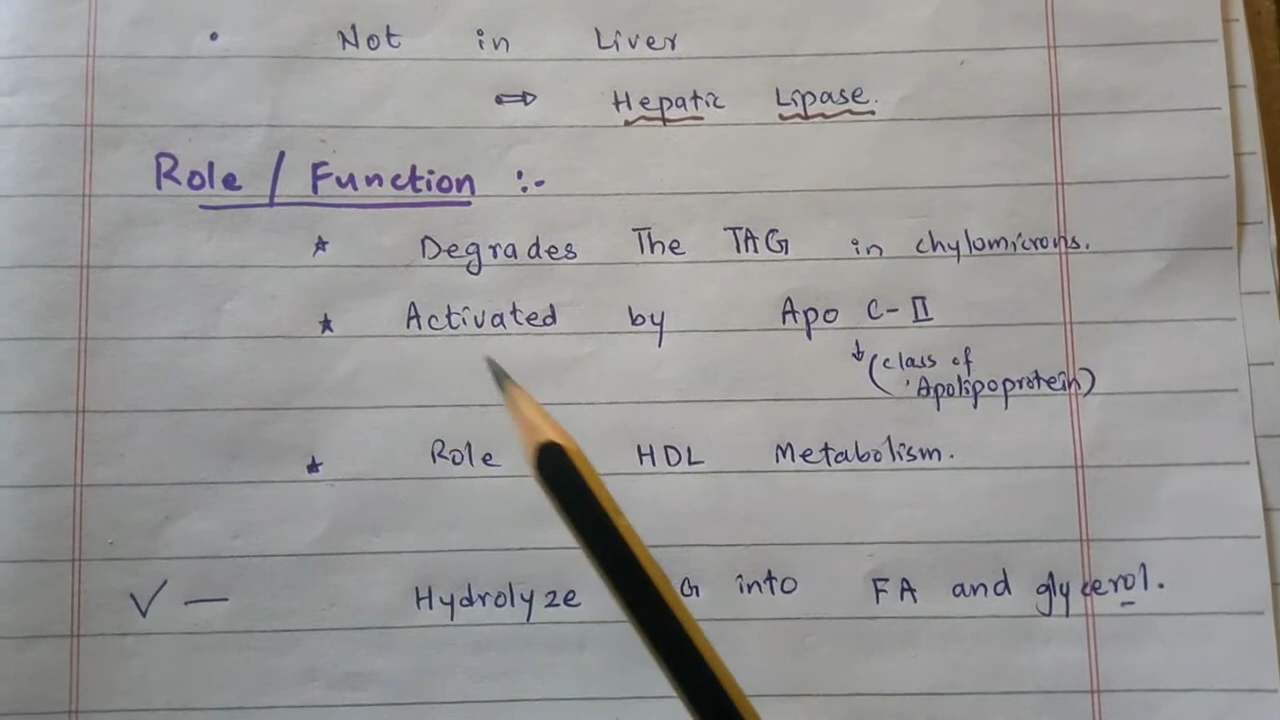 • Not in Liver
⇒ Hepatic Lipase.
Role / Function :-
★ Degrades The TAG in chylomicrons.
★ Activated by Apo C-II
↓ (class of
Apolipoprotein)
★ Role HDL Metabolism.
✓ — Hydrolyze G into FA and glycerol.